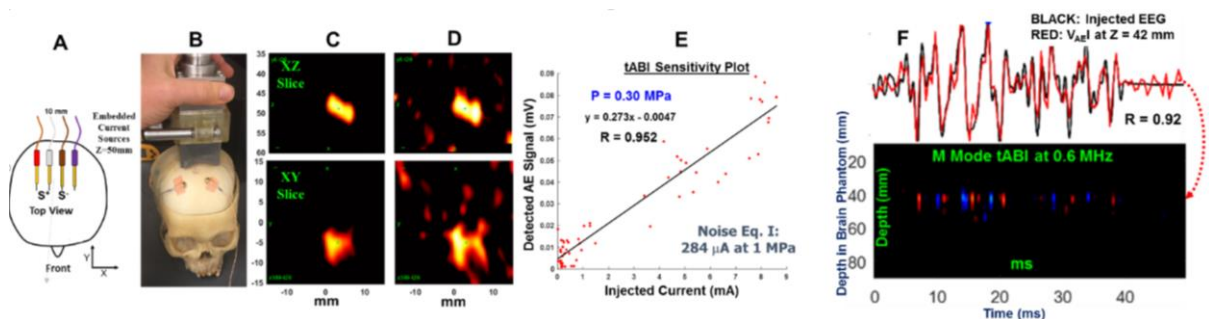 A
10 mm
Embedded
Current
Sources
Z=50mm
S⁺ S⁻
Top View
Front
Y
X
B
C
XZ
Slice
35
40
45
50
55
60
XY
Slice
15
10
5
0
-5
-10
-15
-10 0 10
mm
D
-10 0 10
mm
E
tABI Sensitivity Plot
P = 0.30 MPa
y = 0.273x - 0.0047
R = 0.952
Noise Eq. I:
284 µA at 1 MPa
Detected AE Signal (mV)
0.08
0.07
0.06
0.05
0.04
0.03
0.02
0.01
0
0 1 2 3 4 5 6 7 8 9
Injected Current (mA)
F
BLACK: Injected EEG
RED: VAEI at Z = 42 mm
R = 0.92
M Mode tABI at 0.6 MHz
Depth in Brain Phantom (mm)
Depth (mm)
20
40
60
80
ms
0 10 20 30 40
Time (ms)